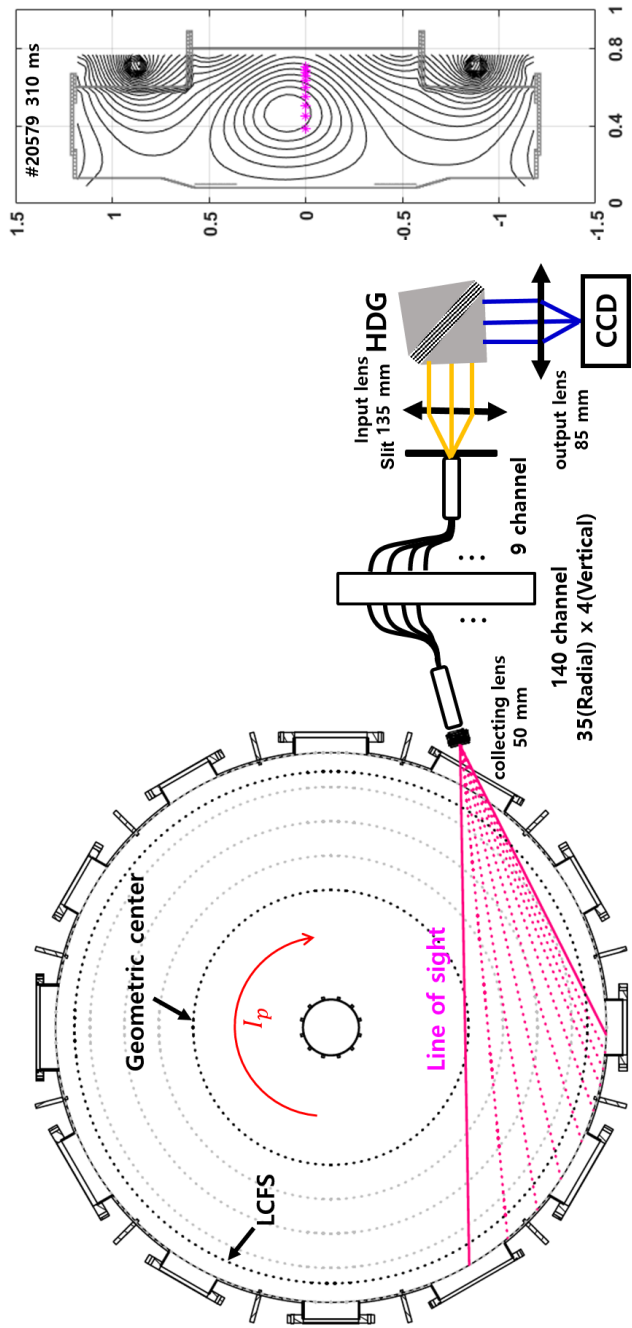 LCFS
Geometric center
I_p
Line of sight
collecting lens
50 mm
140 channel
35(Radial) x 4(Vertical)
...
...
9 channel
Slit
Input lens
135 mm
HDG
output lens
85 mm
CCD
#20579 310 ms
1.5
1
0.5
0
-0.5
-1
-1.5
0
0.4
0.8
1